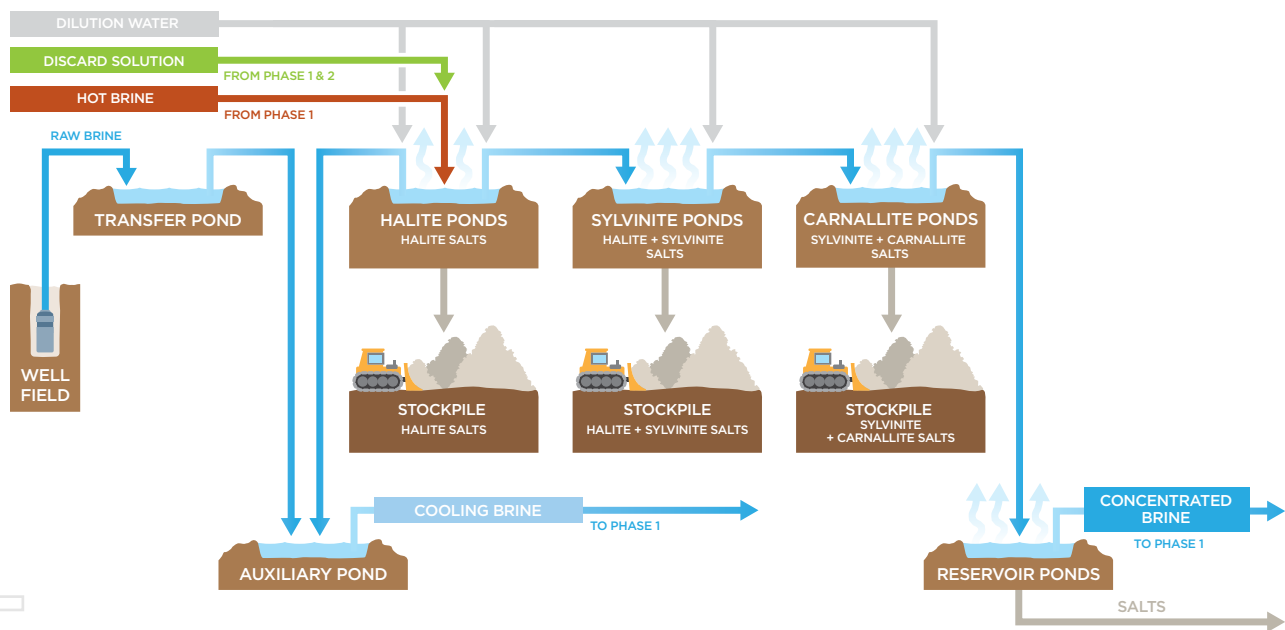 DILUTION WATER
DISCARD SOLUTION
FROM PHASE 1 & 2
HOT BRINE
FROM PHASE 1
RAW BRINE
TRANSFER POND
HALITE PONDS
HALITE SALTS
SYLVINITE PONDS
HALITE + SYLVINITE
SALTS
CARNALLITE PONDS
SYLVINITE + CARNALLITE
SALTS
WELL
FIELD
STOCKPILE
HALITE SALTS
STOCKPILE
HALITE + SYLVINITE SALTS
STOCKPILE
SYLVINITE
+ CARNALLITE SALTS
COOLING BRINE
TO PHASE 1
CONCENTRATED
BRINE
TO PHASE 1
AUXILIARY POND
RESERVOIR PONDS
SALTS